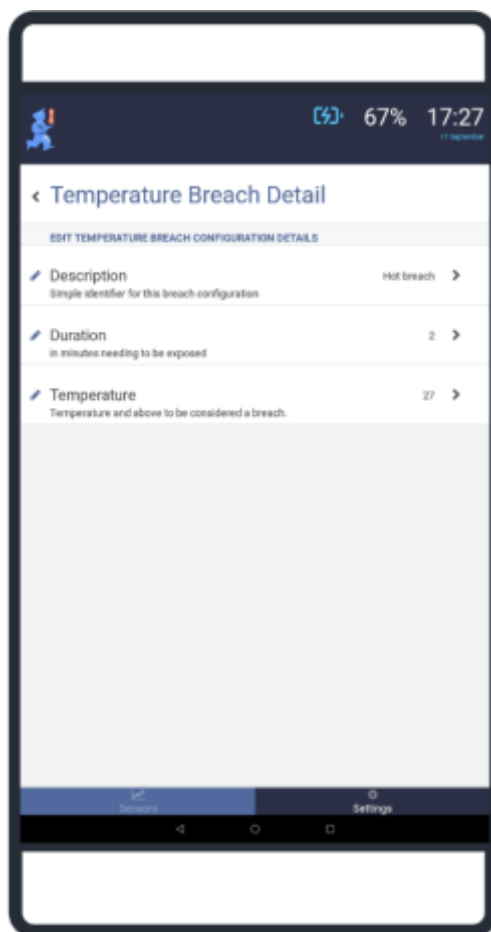 67% 17:27
17 September
Temperature Breach Detail
EDIT TEMPERATURE BREACH CONFIGURATION DETAILS
Description Hot breach
Simple identifier for this breach configuration
Duration 2
in minutes needing to be exposed
Temperature 27
Temperature and above to be considered a breach.
Sensors Settings